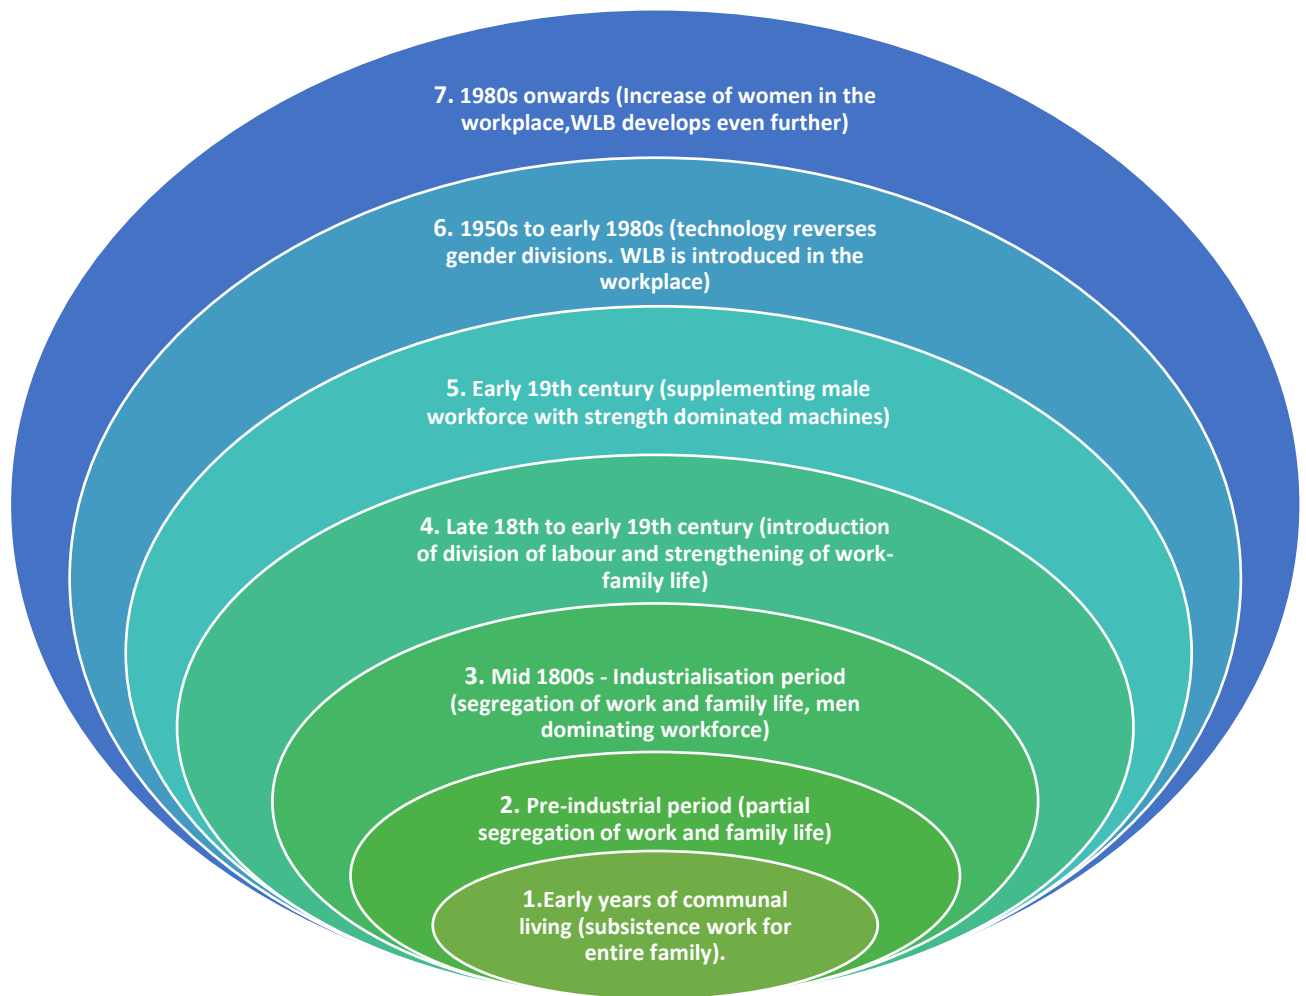 7. 1980s onwards (Increase of women in the
workplace,WLB develops even further)
6. 1950s to early 1980s (technology reverses
gender divisions. WLB is introduced in the
workplace)
5. Early 19th century (supplementing male
workforce with strength dominated machines)
4. Late 18th to early 19th century (introduction
of division of labour and strengthening of work-
family life)
3. Mid 1800s - Industrialisation period
(segregation of work and family life, men
dominating workforce)
2. Pre-industrial period (partial
segregation of work and family life)
1.Early years of communal
living (subsistence work for
entire family).